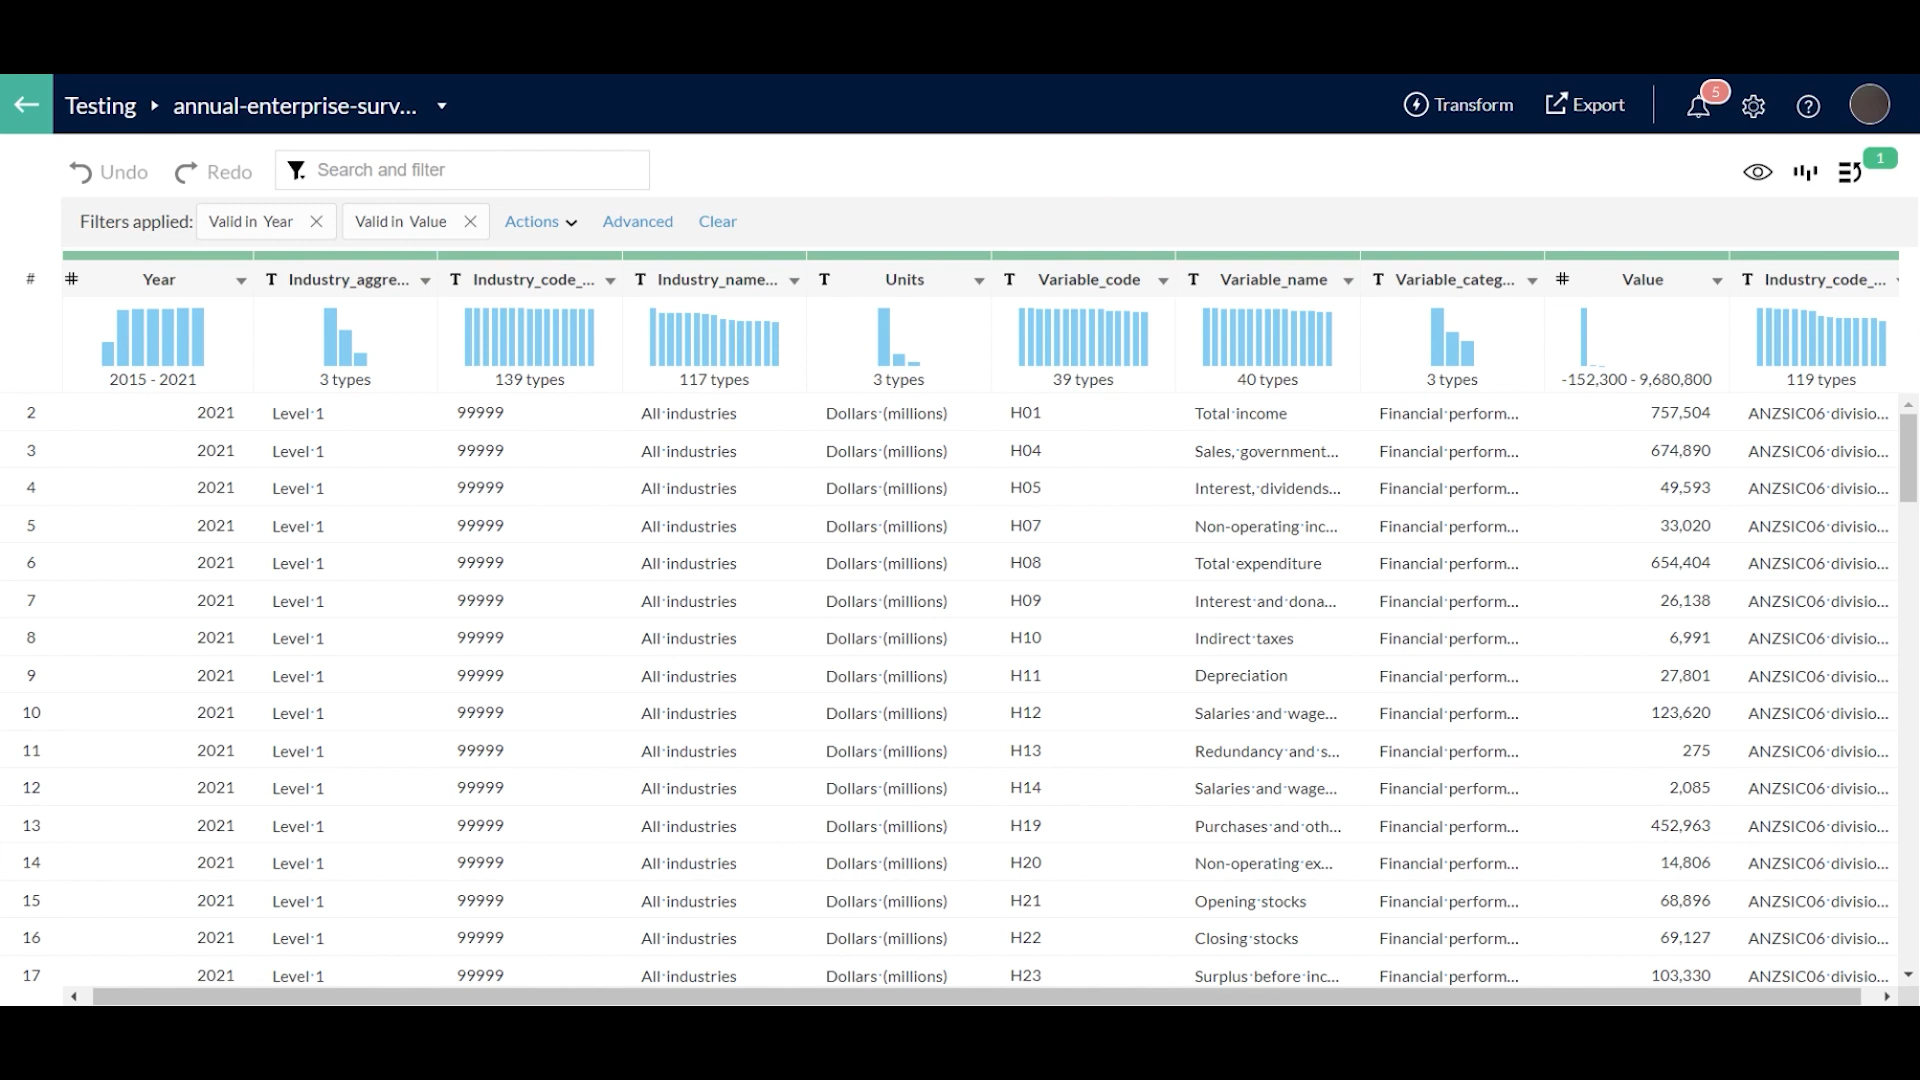 Testing annual-enterprise-surv... Transform Export 5
Undo Redo Search and filter 1
Filters applied: Valid in Year Valid in Value Actions Advanced Clear
# # Year T Industry_aggre... T Industry_code_... T Industry_name... T Units T Variable_code T Variable_name T Variable_categ... # Value T Industry_code_...
2015 - 2021 3 types 139 types 117 types 3 types 39 types 40 types 3 types -152,300 - 9,680,800 119 types
2 2021 Level·1 99999 All·industries Dollars·(millions) H01 Total·income Financial·perform... 757,504 ANZSIC06·divisio...
3 2021 Level·1 99999 All·industries Dollars·(millions) H04 Sales,·government... Financial·perform... 674,890 ANZSIC06·divisio...
4 2021 Level·1 99999 All·industries Dollars·(millions) H05 Interest,·dividends... Financial·perform... 49,593 ANZSIC06·divisio...
5 2021 Level·1 99999 All·industries Dollars·(millions) H07 Non-operating·inc... Financial·perform... 33,020 ANZSIC06·divisio...
6 2021 Level·1 99999 All·industries Dollars·(millions) H08 Total·expenditure Financial·perform... 654,404 ANZSIC06·divisio...
7 2021 Level·1 99999 All·industries Dollars·(millions) H09 Interest·and·dona... Financial·perform... 26,138 ANZSIC06·divisio...
8 2021 Level·1 99999 All·industries Dollars·(millions) H10 Indirect·taxes Financial·perform... 6,991 ANZSIC06·divisio...
9 2021 Level·1 99999 All·industries Dollars·(millions) H11 Depreciation Financial·perform... 27,801 ANZSIC06·divisio...
10 2021 Level·1 99999 All·industries Dollars·(millions) H12 Salaries·and·wage... Financial·perform... 123,620 ANZSIC06·divisio...
11 2021 Level·1 99999 All·industries Dollars·(millions) H13 Redundancy·and·s... Financial·perform... 275 ANZSIC06·divisio...
12 2021 Level·1 99999 All·industries Dollars·(millions) H14 Salaries·and·wage... Financial·perform... 2,085 ANZSIC06·divisio...
13 2021 Level·1 99999 All·industries Dollars·(millions) H19 Purchases·and·oth... Financial·perform... 452,963 ANZSIC06·divisio...
14 2021 Level·1 99999 All·industries Dollars·(millions) H20 Non-operating·ex... Financial·perform... 14,806 ANZSIC06·divisio...
15 2021 Level·1 99999 All·industries Dollars·(millions) H21 Opening·stocks Financial·perform... 68,896 ANZSIC06·divisio...
16 2021 Level·1 99999 All·industries Dollars·(millions) H22 Closing·stocks Financial·perform... 69,127 ANZSIC06·divisio...
17 2021 Level·1 99999 All·industries Dollars·(millions) H23 Surplus·before·inc... Financial·perform... 103,330 ANZSIC06·divisio...